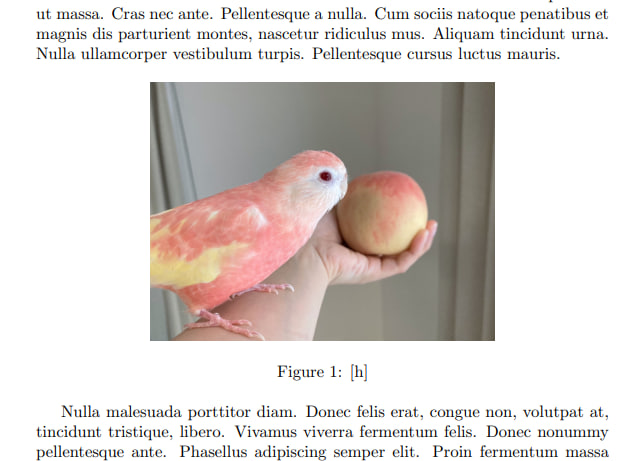 ut massa. Cras nec ante. Pellentesque a nulla. Cum sociis natoque penatibus et
magnis dis parturient montes, nascetur ridiculus mus. Aliquam tincidunt urna.
Nulla ullamcorper vestibulum turpis. Pellentesque cursus luctus mauris.
Figure 1: [h]
Nulla malesuada porttitor diam. Donec felis erat, congue non, volutpat at,
tincidunt tristique, libero. Vivamus viverra fermentum felis. Donec nonummy
pellentesque ante. Phasellus adipiscing semper elit. Proin fermentum massa